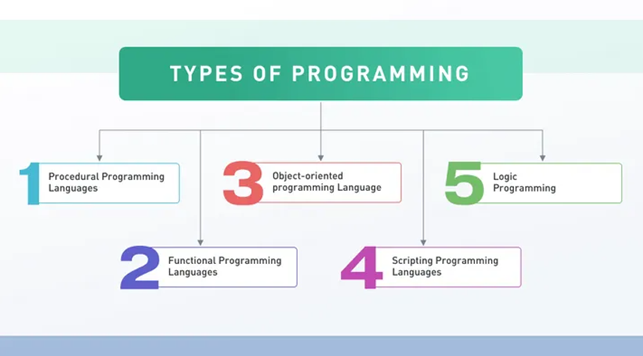 TYPES OF PROGRAMMING
1
Procedural Programming
Languages
2
Functional Programming
Languages
3
Object-oriented
programming Language
4
Scripting Programming
Languages
5
Logic
Programming